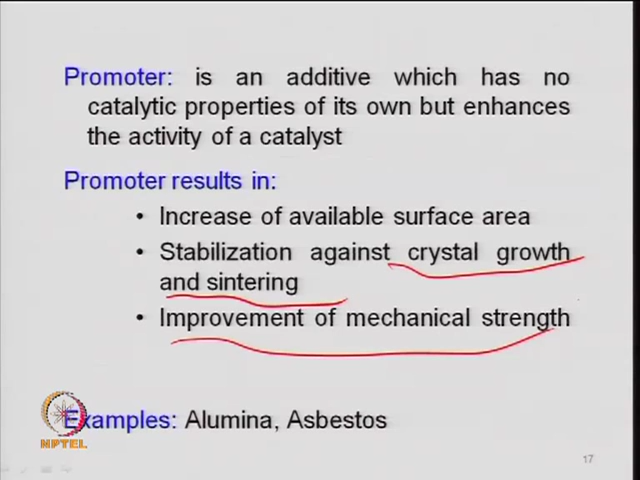 Promoter: is an additive which has no
catalytic properties of its own but enhances
the activity of a catalyst
Promoter results in:
• Increase of available surface area
• Stabilization against crystal growth
and sintering
• Improvement of mechanical strength
Examples: Alumina, Asbestos
NPTEL
17